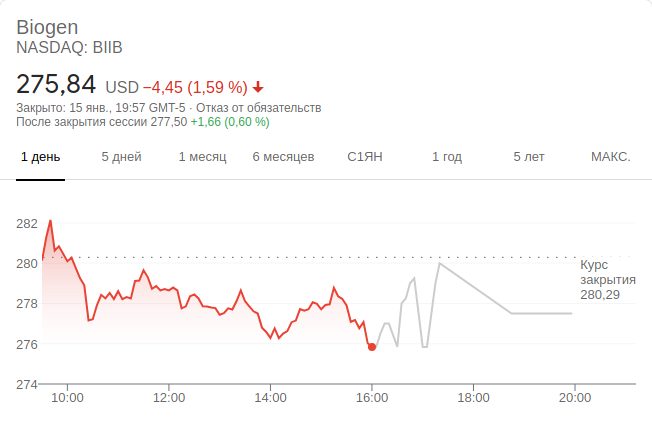 Biogen
NASDAQ: BIIB
275,84 USD −4,45 (1,59 %)
Закрыто: 15 янв., 19:57 GMT-5 · Отказ от обязательств
После закрытия сессии 277,50 +1,66 (0,60 %)
1 день 5 дней 1 месяц 6 месяцев С1ЯН 1 год 5 лет МАКС.
282
280
278
276
274
Курс
закрытия
280,29
10:00 12:00 14:00 16:00 18:00 20:00